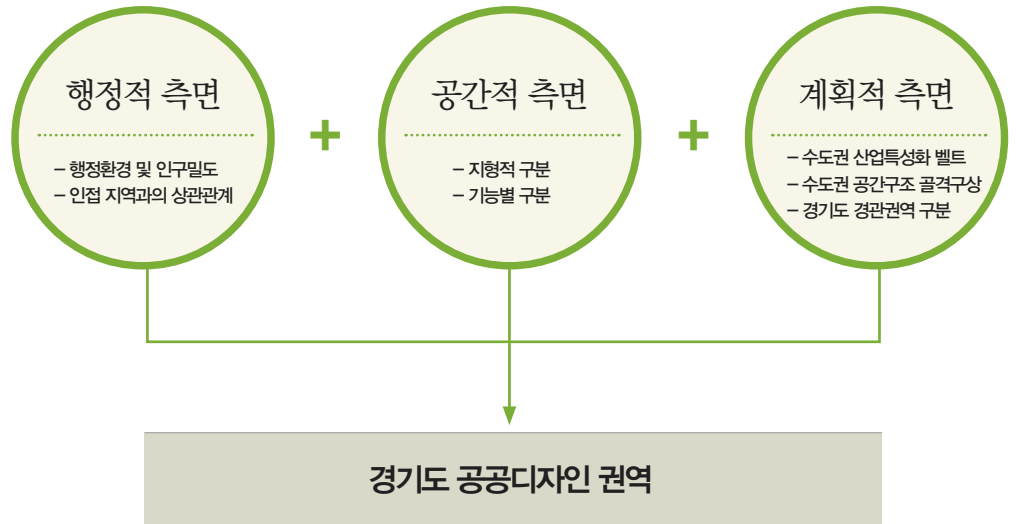 행정적 측면
– 행정환경 및 인구밀도
– 인접 지역과의 상관관계
+
공간적 측면
– 지형적 구분
– 기능별 구분
+
계획적 측면
– 수도권 산업특성화 벨트
– 수도권 공간구조 골격구상
– 경기도 경관권역 구분
경기도 공공디자인 권역